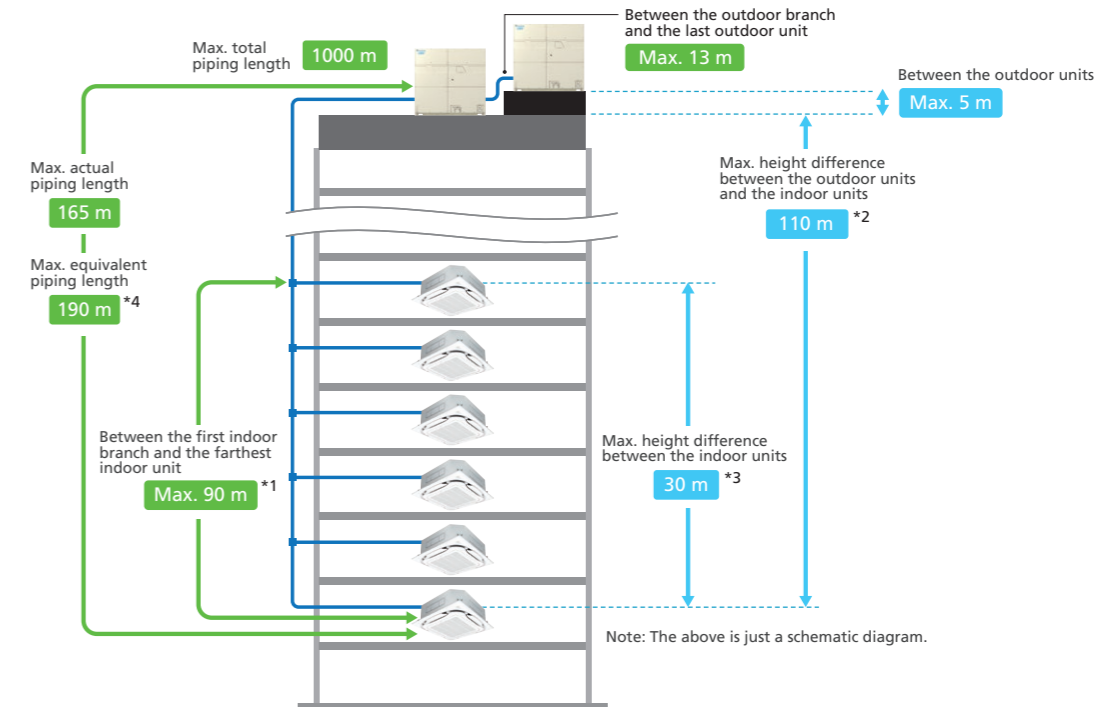 Between the outdoor branch
and the last outdoor unit
Max. 13 m
Max. total
piping length
1000 m
Between the outdoor units
Max. 5 m
Max. actual
piping length
165 m
Max. height difference
between the outdoor units
and the indoor units
110 m *2
Max. equivalent
piping length
190 m *4
Between the first indoor
branch and the farthest
indoor unit
Max. 90 m *1
Max. height difference
between the indoor units
30 m *3
Note: The above is just a schematic diagram.